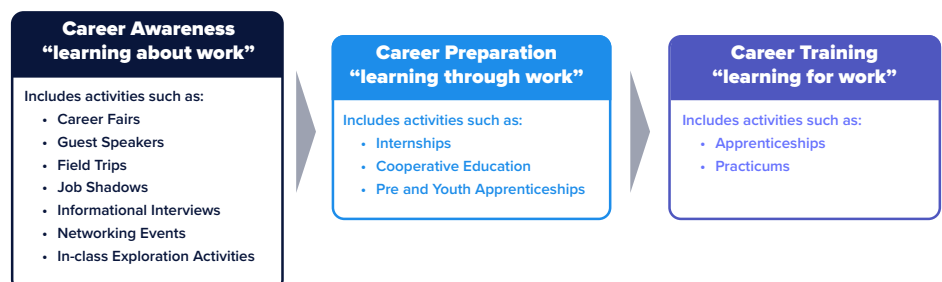 Career Awareness
“learning about work”
Includes activities such as:
• Career Fairs
• Guest Speakers
• Field Trips
• Job Shadows
• Informational Interviews
• Networking Events
• In-class Exploration Activities
Career Preparation
“learning through work”
Includes activities such as:
• Internships
• Cooperative Education
• Pre and Youth Apprenticeships
Career Training
“learning for work”
Includes activities such as:
• Apprenticeships
• Practicums